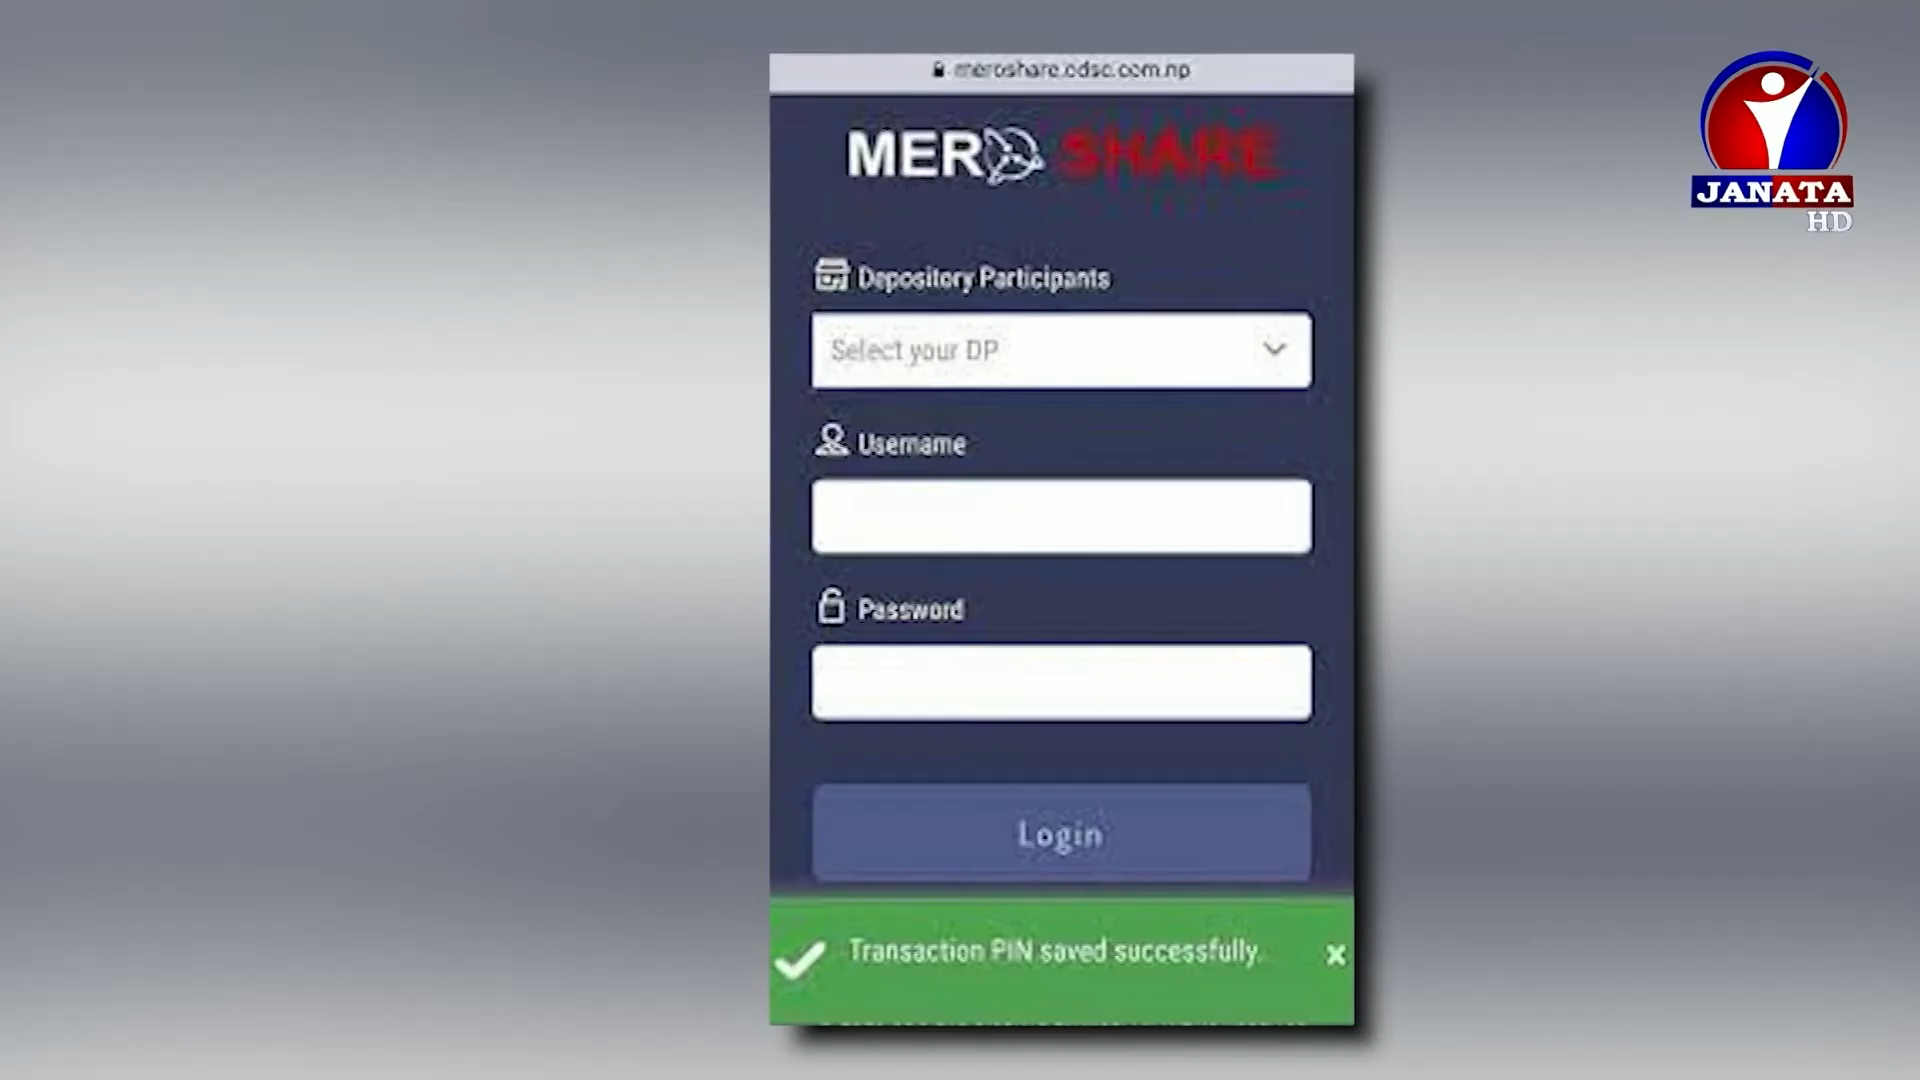 meroshare.cdsc.com.np
MERO SHARE
Depository Participants
Select your DP
Username
Password
Login
Transaction PIN saved successfully.
JANATA
HD